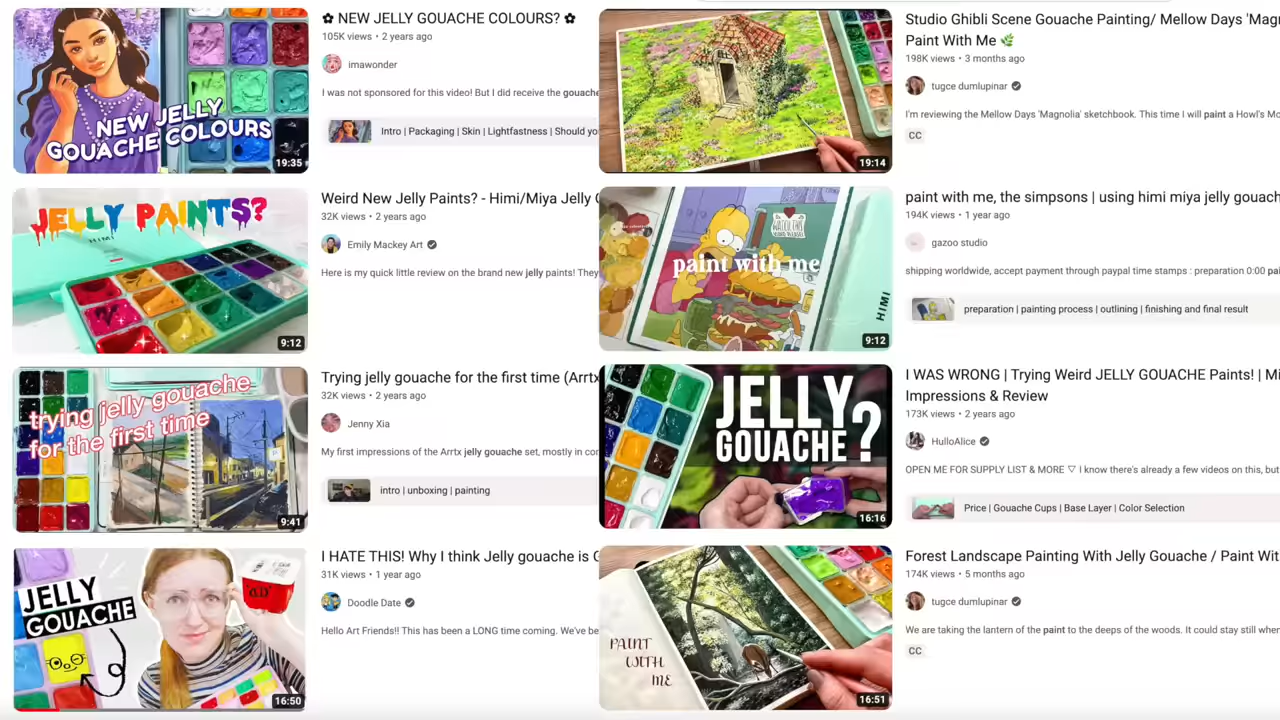 NEW JELLY
GOUACHE COLOURS
19:35
✿ NEW JELLY GOUACHE COLOURS? ✿
105K views • 2 years ago
imawonder
I was not sponsored for this video! But I did receive the gouache
Intro | Packaging | Skin | Lightfastness | Should yo
JELLY PAINTS?
HIMI
9:12
Weird New Jelly Paints? - Himi/Miya Jelly
32K views • 2 years ago
Emily Mackey Art
Here is my quick little review on the brand new jelly paints! They
trying jelly gouache
for the first time
9:41
Trying jelly gouache for the first time (Arrtx
32K views • 2 years ago
Jenny Xia
My first impressions of the Arrtx jelly gouache set, mostly in cor
intro | unboxing | painting
JELLY
GOUACHE
16:50
I HATE THIS! Why I think Jelly gouache is
31K views • 1 year ago
Doodle Date
Hello Art Friends!! This has been a LONG time coming. We've be
19:14
Studio Ghibli Scene Gouache Painting/ Mellow Days 'Mag
Paint With Me 🌿
198K views • 3 months ago
tugce dumlupinar
I'm reviewing the Mellow Days 'Magnolia' sketchbook. This time I will paint a Howl's Mo
CC
paint with me
HIMI
9:12
paint with me, the simpsons | using himi miya jelly gouach
194K views • 1 year ago
gazoo studio
shipping worldwide, accept payment through paypal time stamps : preparation 0:00 pai
preparation | painting process | outlining | finishing and final result
JELLY
GOUACHE?
16:16
I WAS WRONG | Trying Weird JELLY GOUACHE Paints! | Mi
Impressions & Review
173K views • 2 years ago
HulloAlice
OPEN ME FOR SUPPLY LIST & MORE ▽ I know there's already a few videos on this, but
Price | Gouache Cups | Base Layer | Color Selection
PAINT
WITH
ME
16:51
Forest Landscape Painting With Jelly Gouache / Paint Wit
174K views • 5 months ago
tugce dumlupinar
We are taking the lantern of the paint to the deeps of the woods. It could stay still wher
CC